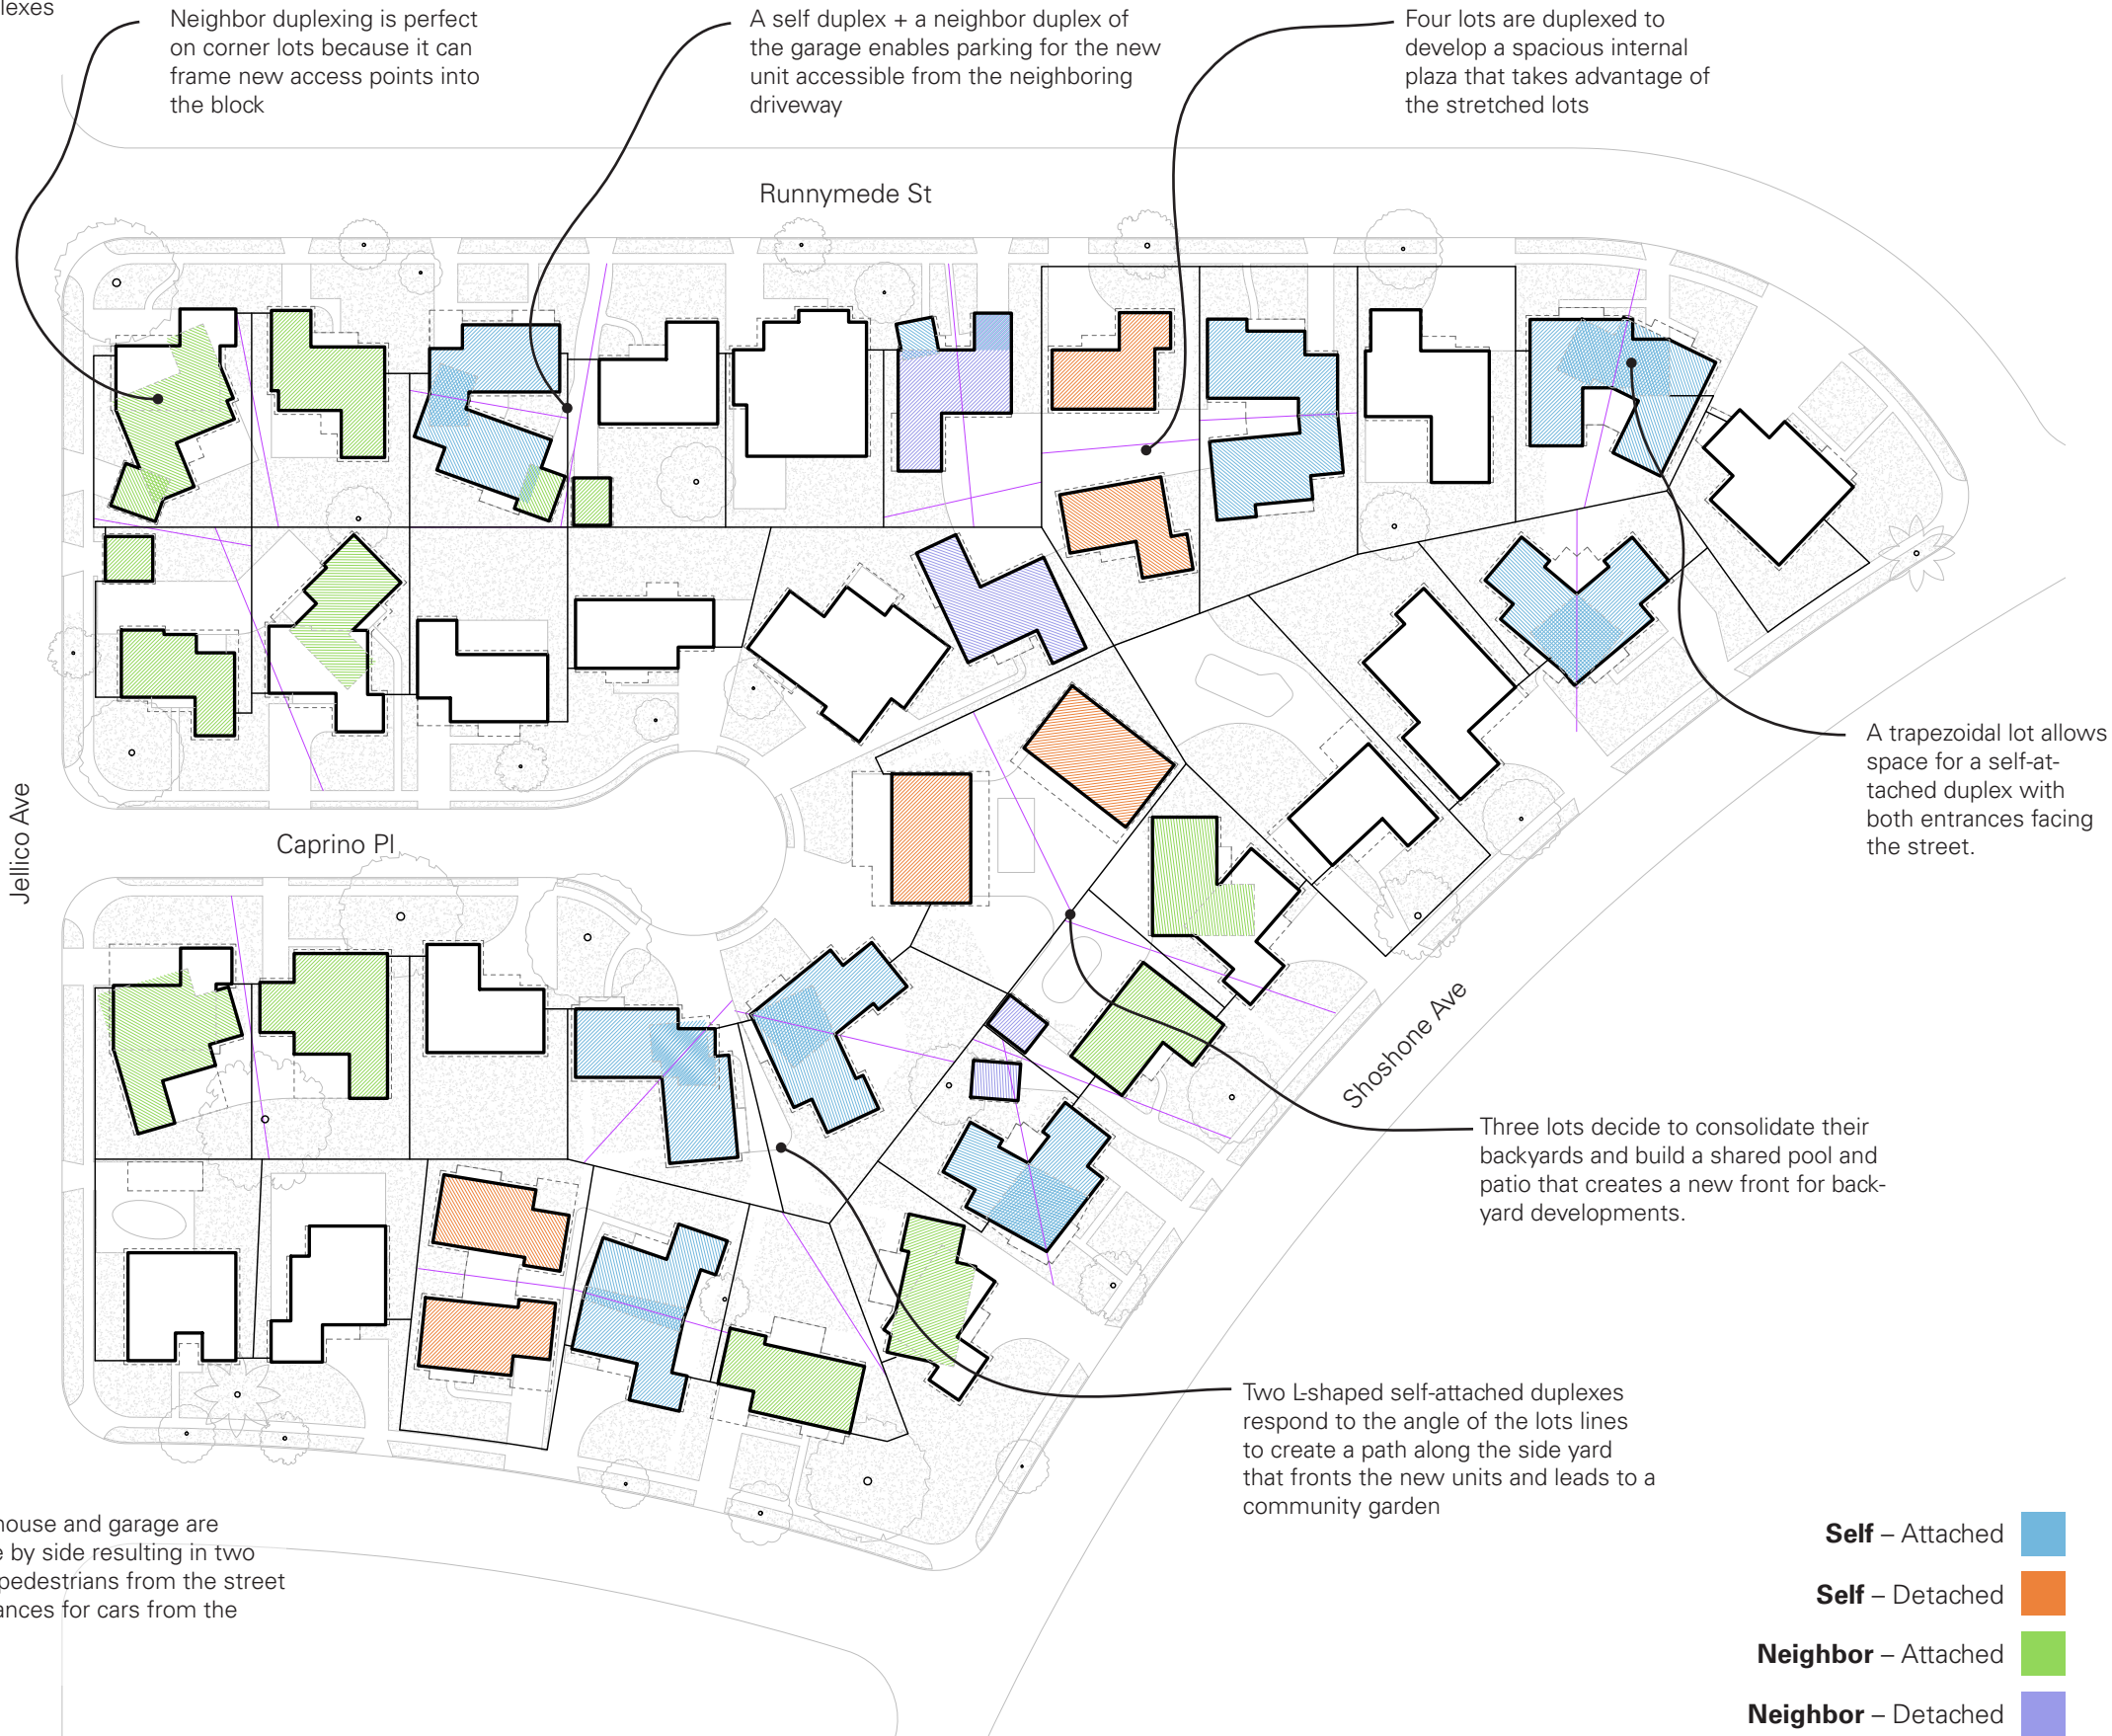 exes
Neighbor duplexing is perfect
on corner lots because it can
frame new access points into
the block
A self duplex + a neighbor duplex of
the garage enables parking for the new
unit accessible from the neighboring
driveway
Four lots are duplexed to
develop a spacious internal
plaza that takes advantage of
the stretched lots
Runnymede St
A trapezoidal lot allows
space for a self-at-
tached duplex with
both entrances facing
the street.
Jellico Ave
Caprino Pl
Shoshone Ave
Three lots decide to consolidate their
backyards and build a shared pool and
patio that creates a new front for back-
yard developments.
Two L-shaped self-attached duplexes
respond to the angle of the lots lines
to create a path along the side yard
that fronts the new units and leads to a
community garden
house and garage are
e by side resulting in two
pedestrians from the street
ances for cars from the
Self – Attached
Self – Detached
Neighbor – Attached
Neighbor – Detached